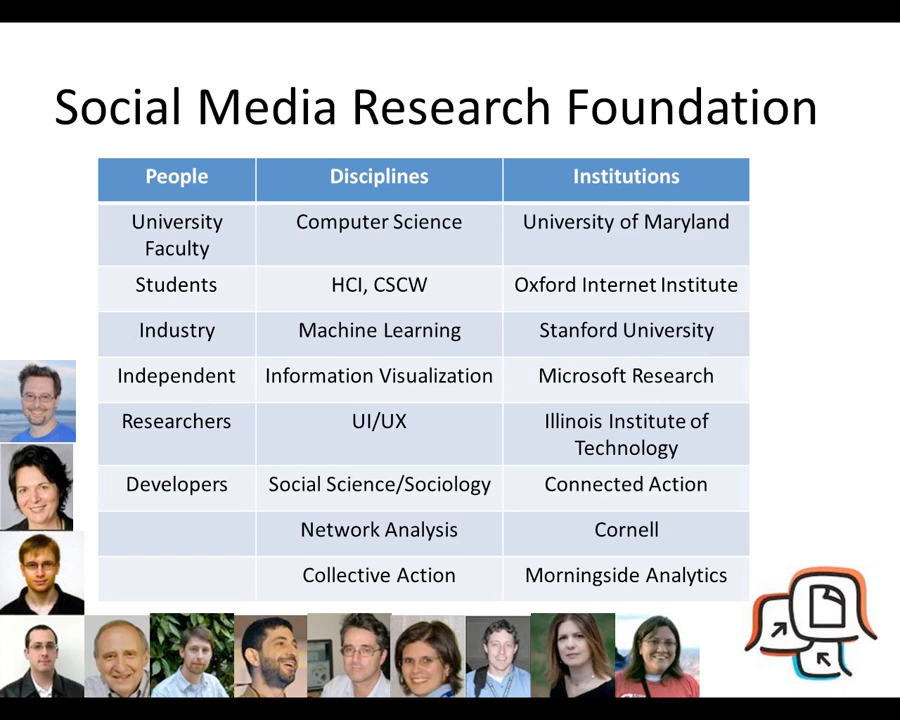 Social Media Research Foundation
People Disciplines Institutions
University Faculty Computer Science University of Maryland
Students HCI, CSCW Oxford Internet Institute
Industry Machine Learning Stanford University
Independent Information Visualization Microsoft Research
Researchers UI/UX Illinois Institute of Technology
Developers Social Science/Sociology Connected Action
Network Analysis Cornell
Collective Action Morningside Analytics